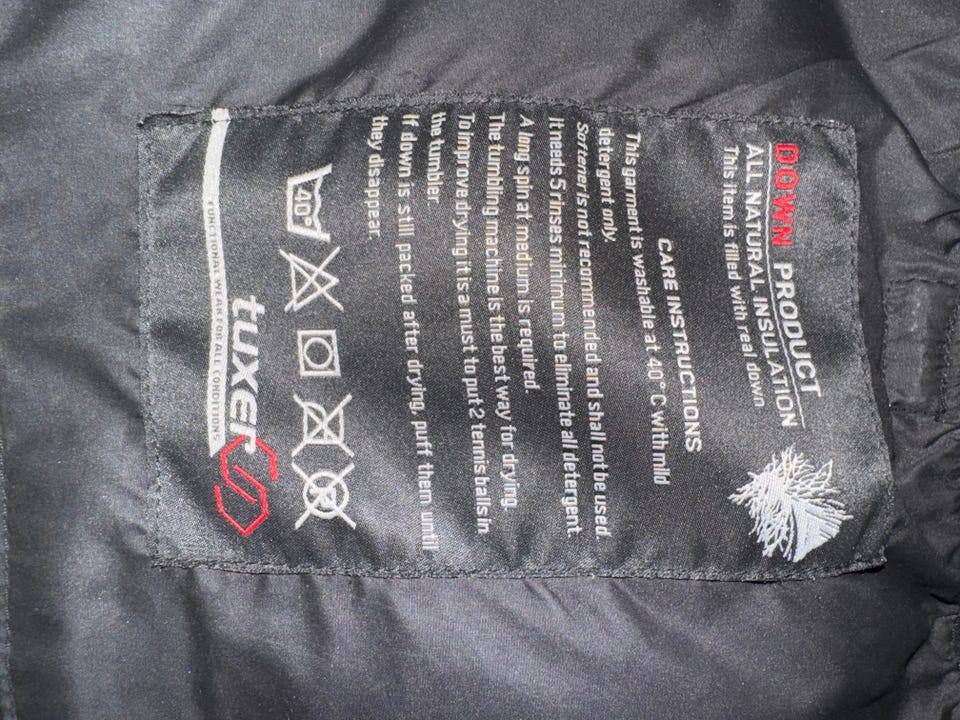 DOWN PRODUCT
ALL NATURAL INSULATION
This item is filled with real down
CARE INSTRUCTIONS
This garment is washable at 40°C with mild
detergent only.
Softener is not recommended and shall not be used.
It needs 5 rinses minimum to eliminate all detergent
A long spin at medium is required.
The tumbling machine is the best way for drying.
To improve drying it is a must to put 2 tennis balls in
the tumbler.
If down is still packed after drying, puff them until
they disappear.
40°
R
tuxer
FUNCTIONAL WEAR FOR ALL CONDITIONS